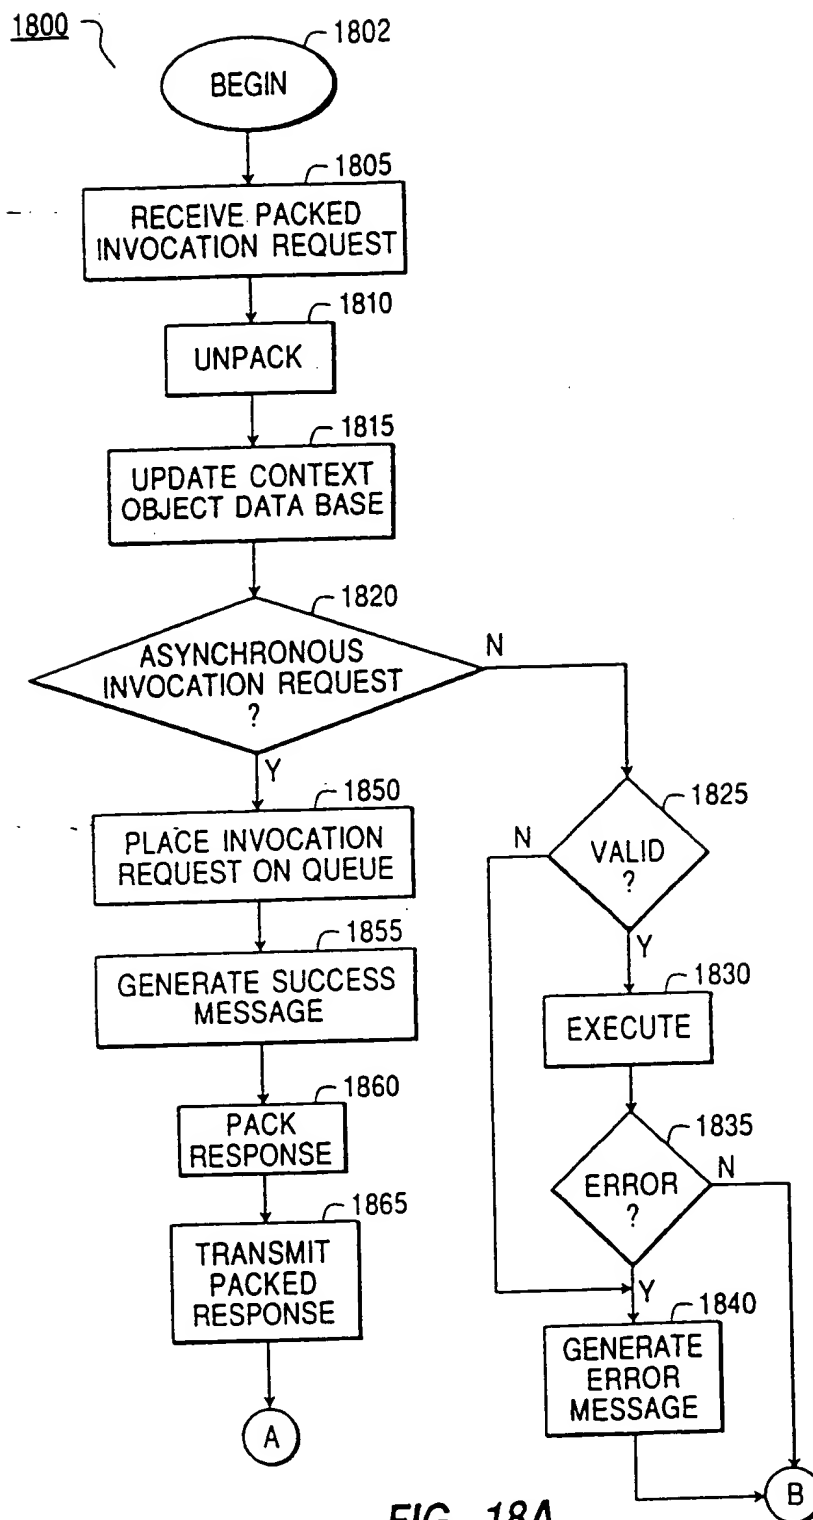 1800
1802
BEGIN
1805
RECEIVE PACKED
INVOCATION REQUEST
1810
UNPACK
1815
UPDATE CONTEXT
OBJECT DATA BASE
1820
ASYNCHRONOUS
INVOCATION REQUEST
?
N
Y
1850
PLACE INVOCATION
REQUEST ON QUEUE
1855
GENERATE SUCCESS
MESSAGE
1860
PACK
RESPONSE
1865
TRANSMIT
PACKED
RESPONSE
A
1825
N
VALID
?
Y
1830
EXECUTE
1835
ERROR
?
N
Y
1840
GENERATE
ERROR
MESSAGE
B
FIG. 18A